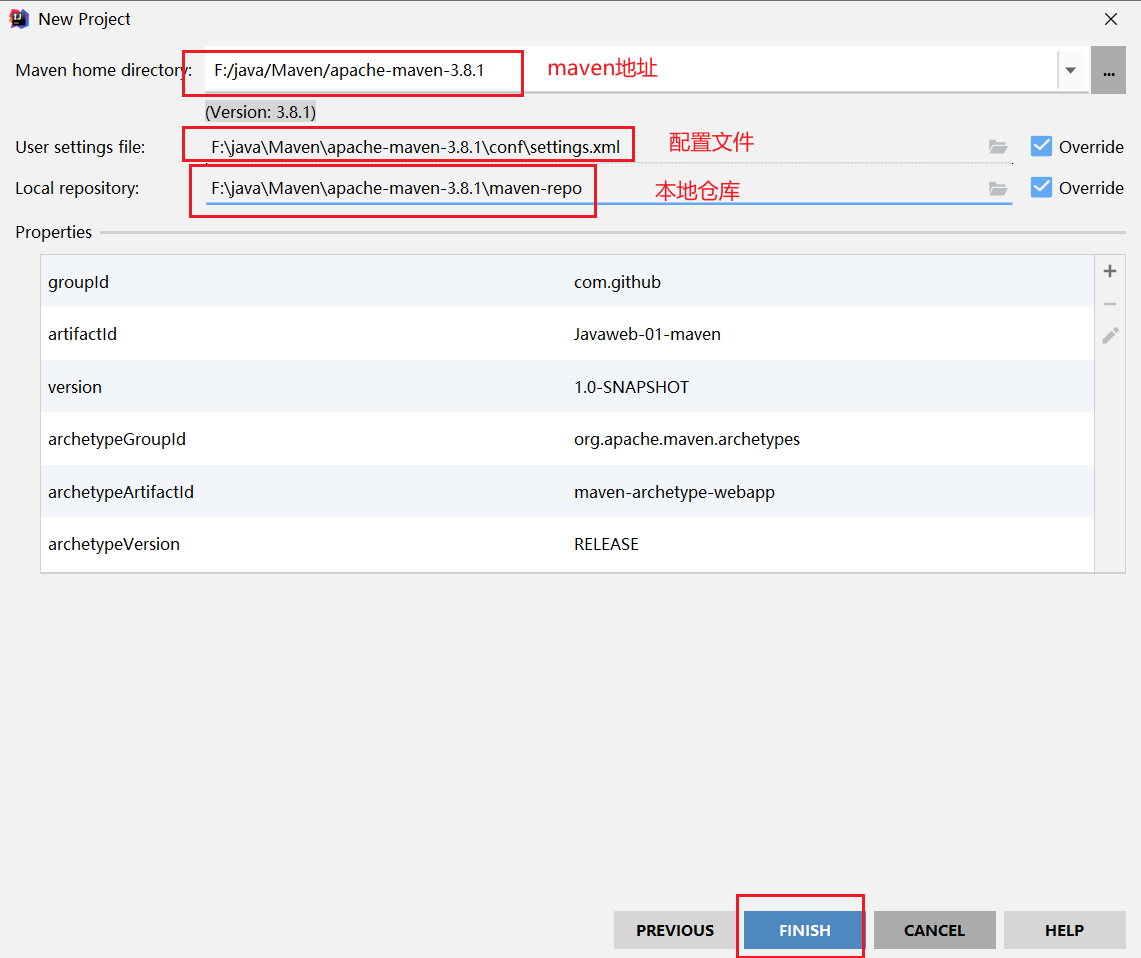 New Project
Maven home directory: F:/java/Maven/apache-maven-3.8.1 maven地址 ...
(Version: 3.8.1)
User settings file: F:\java\Maven\apache-maven-3.8.1\conf\settings.xml 配置文件 Override
Local repository: F:\java\Maven\apache-maven-3.8.1\maven-repo 本地仓库 Override
Properties
groupId com.github
artifactId Javaweb-01-maven
version 1.0-SNAPSHOT
archetypeGroupId org.apache.maven.archetypes
archetypeArtifactId maven-archetype-webapp
archetypeVersion RELEASE
PREVIOUS FINISH CANCEL HELP